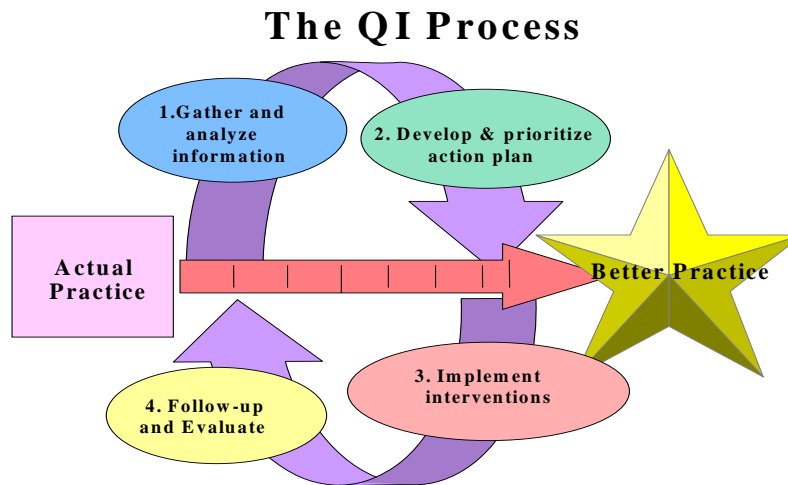 The QI Process
1.Gather and
analyze
information
2. Develop & prioritize
action plan
Actual
Practice
Better Practice
3. Implement
interventions
4. Follow-up
and Evaluate